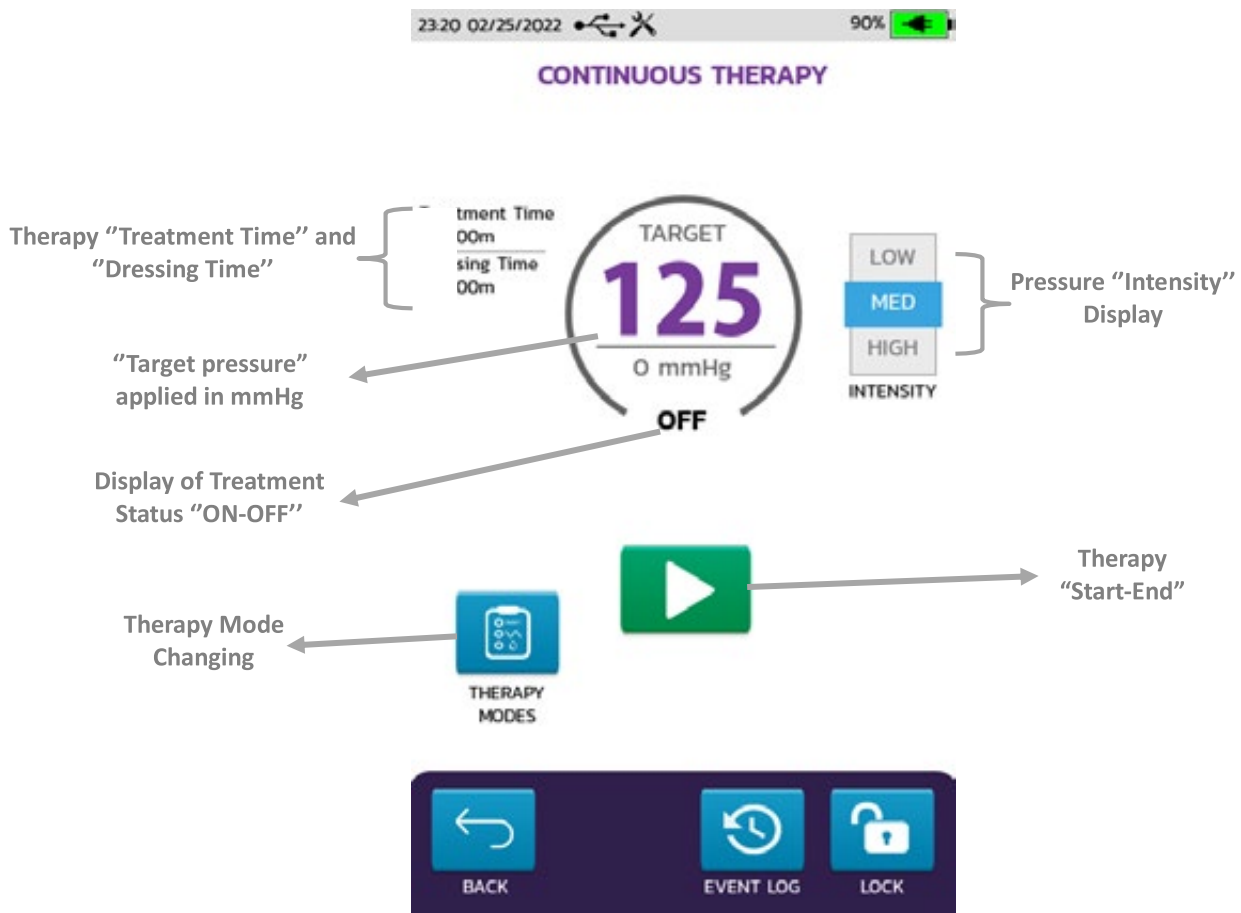 23:20 02/25/2022
90%
CONTINUOUS THERAPY
tment Time
00m
sing Time
00m
Therapy ‘‘Treatment Time’’ and
‘‘Dressing Time’’
TARGET
125
0 mmHg
OFF
LOW
MED
HIGH
INTENSITY
Pressure ‘‘Intensity’’
Display
‘‘Target pressure”
applied in mmHg
Display of Treatment
Status ‘‘ON-OFF’’
Therapy
“Start-End”
Therapy Mode
Changing
THERAPY
MODES
BACK
EVENT LOG
LOCK